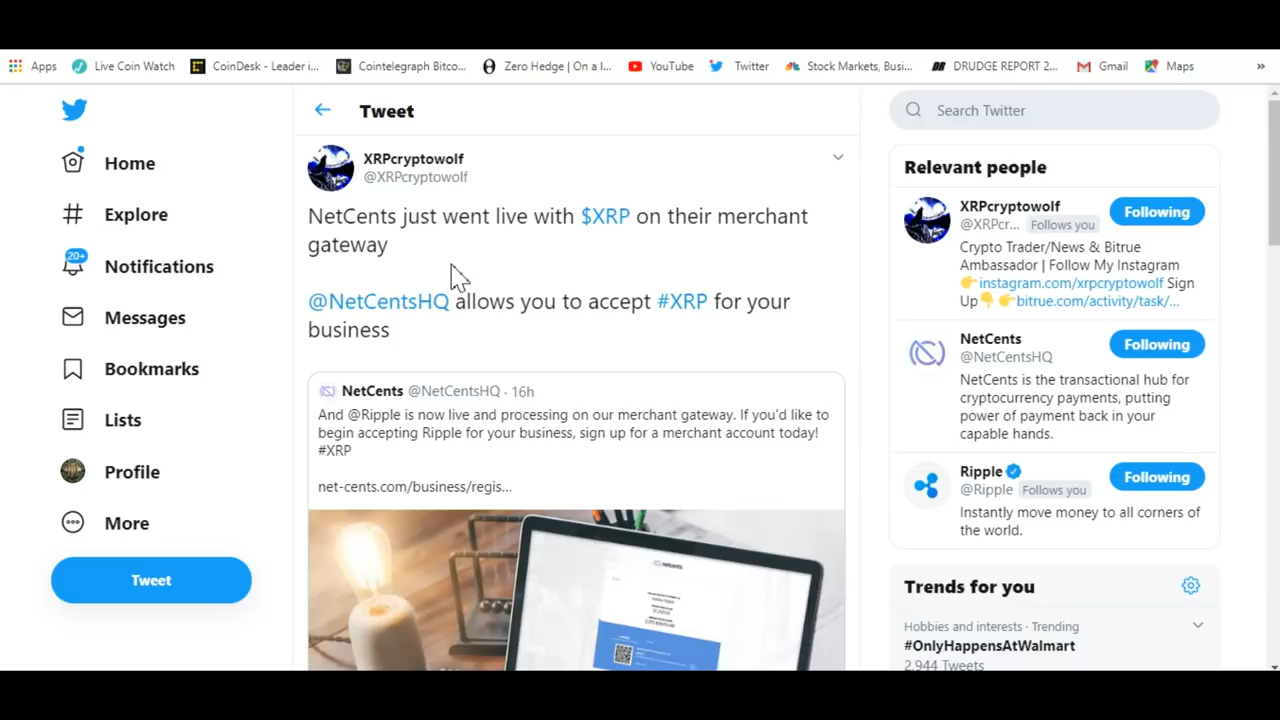 Apps
Live Coin Watch
CoinDesk - Leader i...
Cointelegraph Bitco...
Zero Hedge | On a l...
YouTube
Twitter
Stock Markets, Busi...
DRUDGE REPORT 2...
Gmail
Maps
»
Home
Explore
20+
Notifications
Messages
Bookmarks
Lists
Profile
More
Tweet
Tweet
XRPcryptowolf
@XRPcryptowolf
NetCents just went live with $XRP on their merchant
gateway
@NetCentsHQ allows you to accept #XRP for your
business
NetCents @NetCentsHQ · 16h
And @Ripple is now live and processing on our merchant gateway. If you'd like to
begin accepting Ripple for your business, sign up for a merchant account today!
#XRP
net-cents.com/business/regis...
netcents
Search Twitter
Relevant people
XRPcryptowolf
@XRPcr... Follows you
Following
Crypto Trader/News & Bitrue
Ambassador | Follow My Instagram
👉instagram.com/xrpcryptowolf Sign
Up👇 👉bitrue.com/activity/task/...
NetCents
@NetCentsHQ
Following
NetCents is the transactional hub for
cryptocurrency payments, putting
power of payment back in your
capable hands.
Ripple
@Ripple Follows you
Following
Instantly move money to all corners of
the world.
Trends for you
Hobbies and interests · Trending
#OnlyHappensAtWalmart
2,944 Tweets